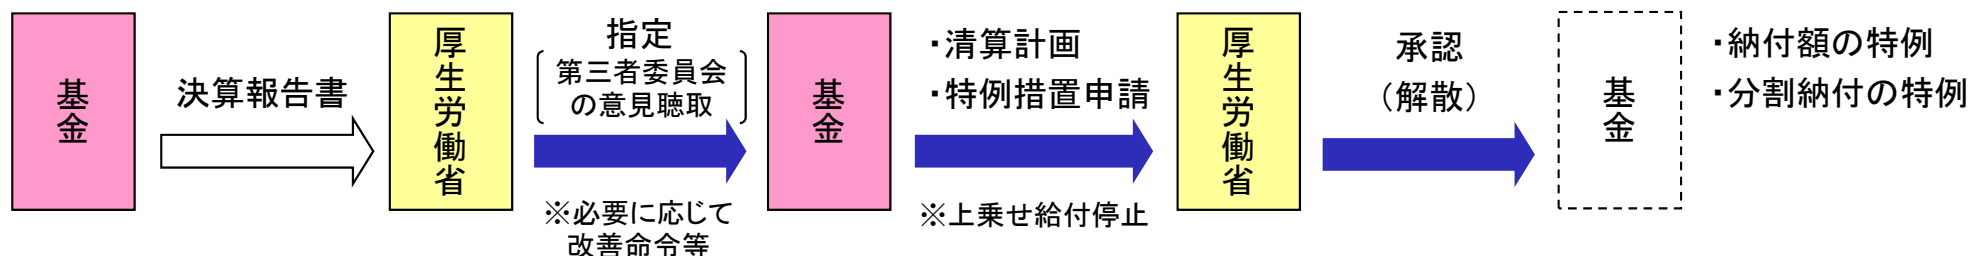 基金
決算報告書
厚生労働省
指定
第三者委員会
の意見聴取
※必要に応じて
改善命令等
基金
・清算計画
・特例措置申請
※上乗せ給付停止
厚生労働省
承認
（解散）
基金
・納付額の特例
・分割納付の特例